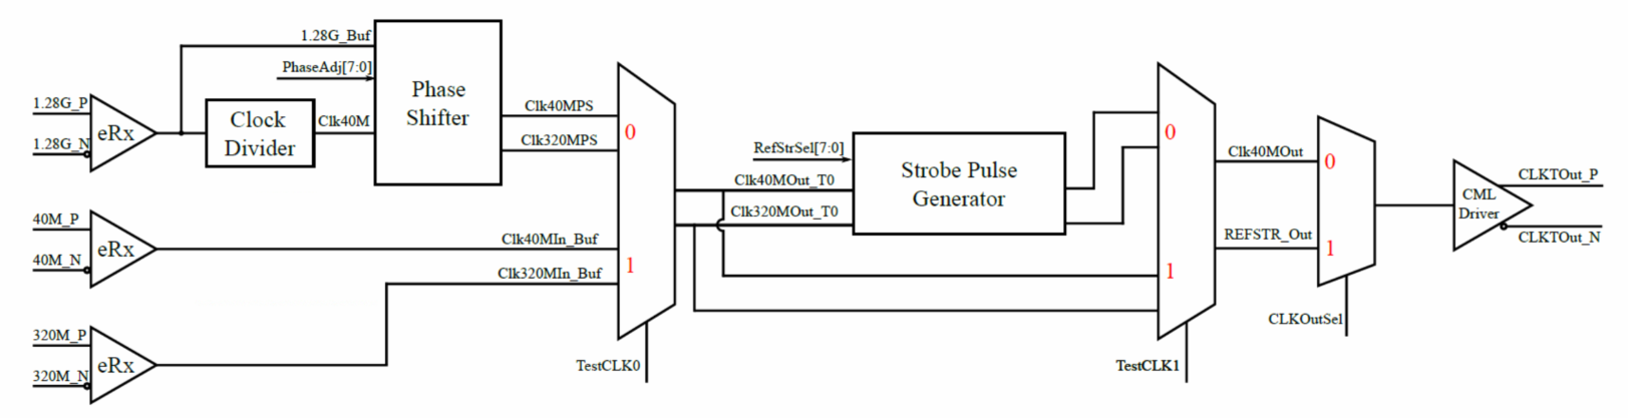 1.28G_Buf
PhaseAdj[7:0]
1.28G_P
1.28G_N
eRx
Clock
Divider
Clk40M
Phase
Shifter
Clk40MPS
Clk320MPS
0
40M_P
40M_N
eRx
Clk40MIn_Buf
1
Clk320MIn_Buf
320M_P
320M_N
eRx
TestCLK0
RefStrSel[7:0]
Clk40MOut_T0
Clk320MOut_T0
Strobe Pulse
Generator
0
1
TestCLK1
Clk40MOut
REFSTR_Out
0
1
CLKOutSel
CML
Driver
CLKTOut_P
CLKTOut_N